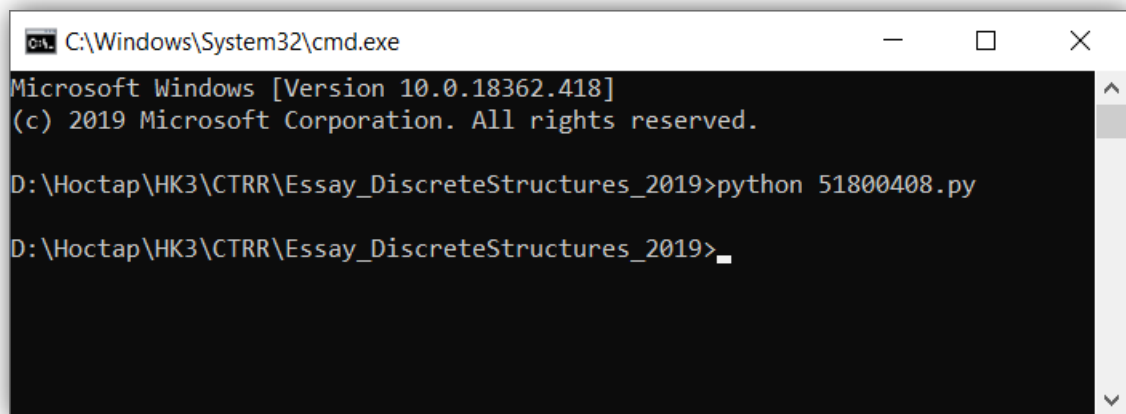 C:\Windows\System32\cmd.exe
Microsoft Windows [Version 10.0.18362.418]
(c) 2019 Microsoft Corporation. All rights reserved.
D:\Hoctap\HK3\CTRR\Essay_DiscreteStructures_2019>python 51800408.py
D:\Hoctap\HK3\CTRR\Essay_DiscreteStructures_2019>